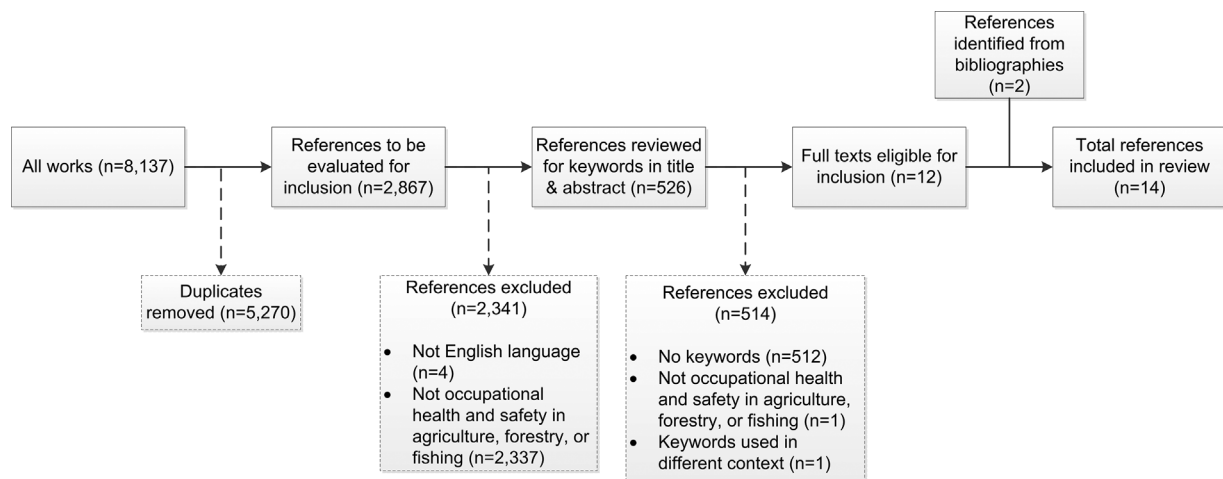 References
identified from
bibliographies
(n=2)
All works (n=8,137)
References to be
evaluated for
inclusion (n=2,867)
References reviewed
for keywords in title
& abstract (n=526)
Full texts eligible for
inclusion (n=12)
Total references
included in review
(n=14)
Duplicates
removed (n=5,270)
References excluded
(n=2,341)
• Not English language
(n=4)
• Not occupational
health and safety in
agriculture, forestry, or
fishing (n=2,337)
References excluded
(n=514)
• No keywords (n=512)
• Not occupational health
and safety in agriculture,
forestry, or fishing (n=1)
• Keywords used in
different context (n=1)